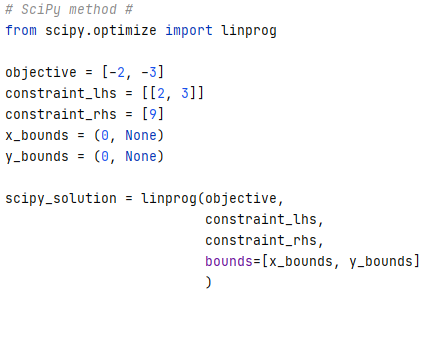 # SciPy method #
from scipy.optimize import linprog

objective = [-2, -3]
constraint_lhs = [[2, 3]]
constraint_rhs = [9]
x_bounds = (0, None)
y_bounds = (0, None)

scipy_solution = linprog(objective,
                         constraint_lhs,
                         constraint_rhs,
                         bounds=[x_bounds, y_bounds]
                         )